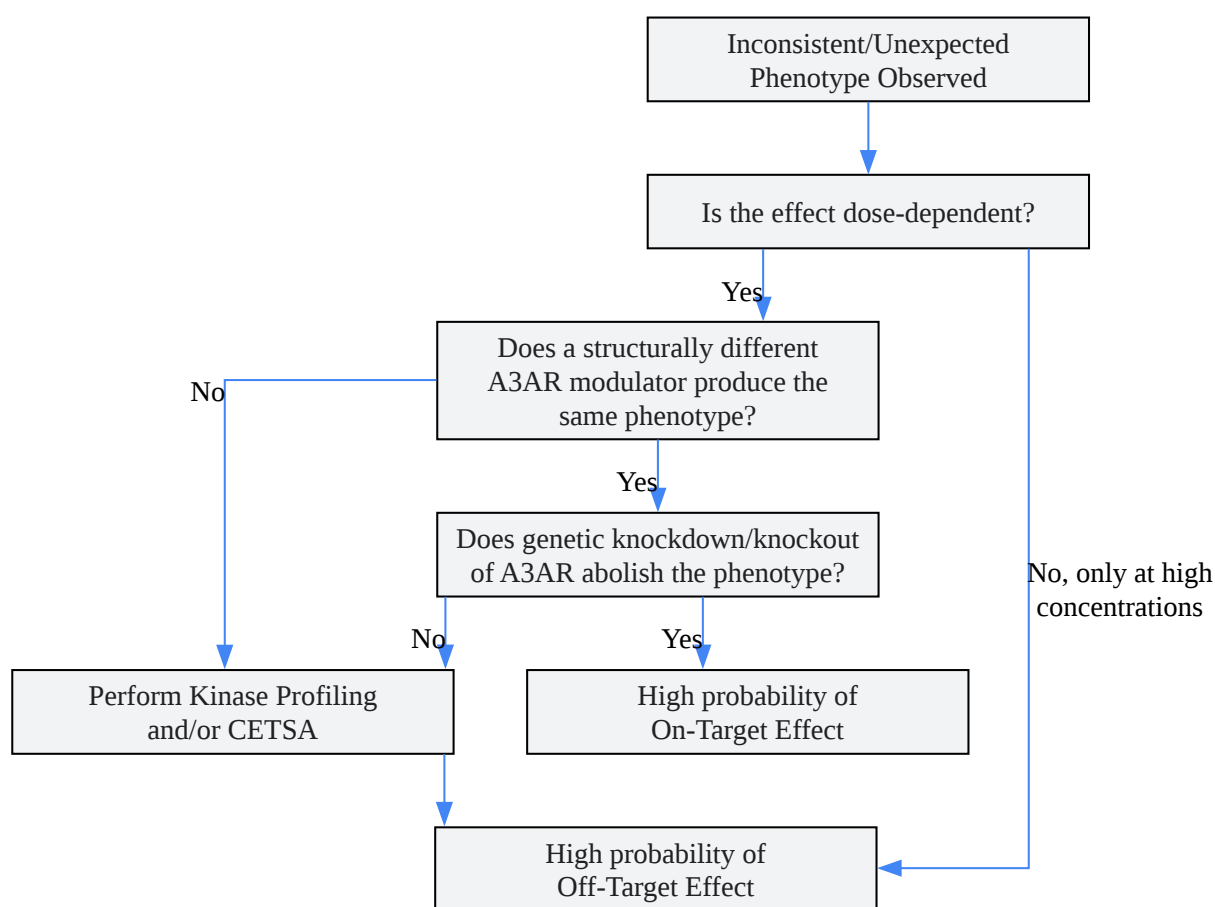 Inconsistent/Unexpected
Phenotype Observed
Is the effect dose-dependent?
Yes
Does a structurally different
A3AR modulator produce the
same phenotype?
No
Yes
Does genetic knockdown/knockout
of A3AR abolish the phenotype?
No, only at high
concentrations
No
Yes
Perform Kinase Profiling
and/or CETSA
High probability of
On-Target Effect
High probability of
Off-Target Effect